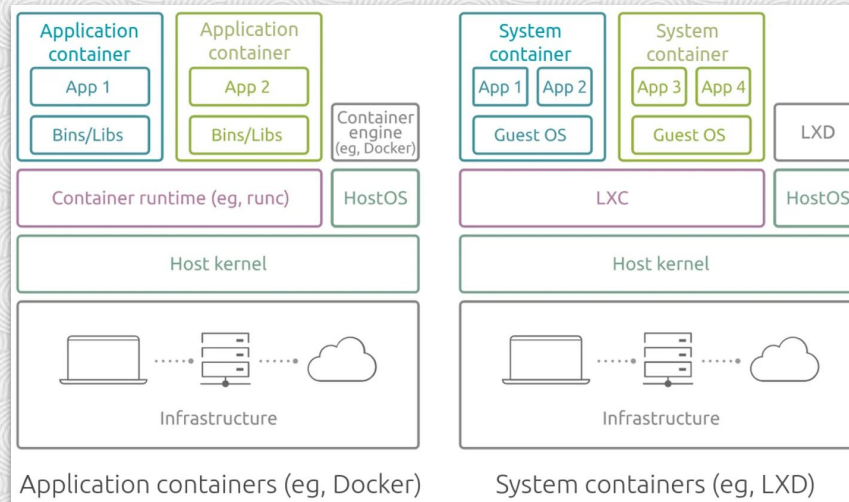 Application
container
App 1
Bins/Libs
Application
container
App 2
Bins/Libs
Container
engine
(eg, Docker)
Container runtime (eg, runc)
HostOS
Host kernel
Infrastructure
Application containers (eg, Docker)
System
container
App 1
App 2
Guest OS
System
container
App 3
App 4
Guest OS
LXD
LXC
HostOS
Host kernel
Infrastructure
System containers (eg, LXD)